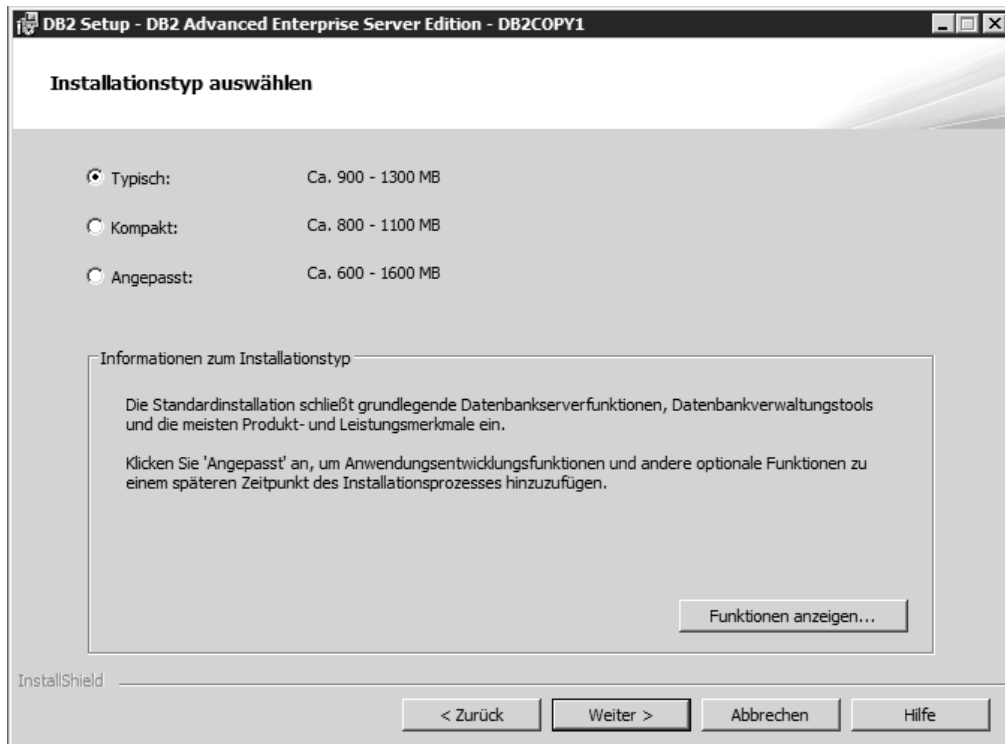 DB2 Setup - DB2 Advanced Enterprise Server Edition - DB2COPY1
Installationstyp auswählen
Typisch: Ca. 900 - 1300 MB
Kompakt: Ca. 800 - 1100 MB
Angepasst: Ca. 600 - 1600 MB
Informationen zum Installationstyp
Die Standardinstallation schließt grundlegende Datenbankserverfunktionen, Datenbankverwaltungstools
und die meisten Produkt- und Leistungsmerkmale ein.
Klicken Sie 'Angepasst' an, um Anwendungsentwicklungsfunktionen und andere optionale Funktionen zu
einem späteren Zeitpunkt des Installationsprozesses hinzuzufügen.
Funktionen anzeigen...
InstallShield
< Zurück Weiter > Abbrechen Hilfe